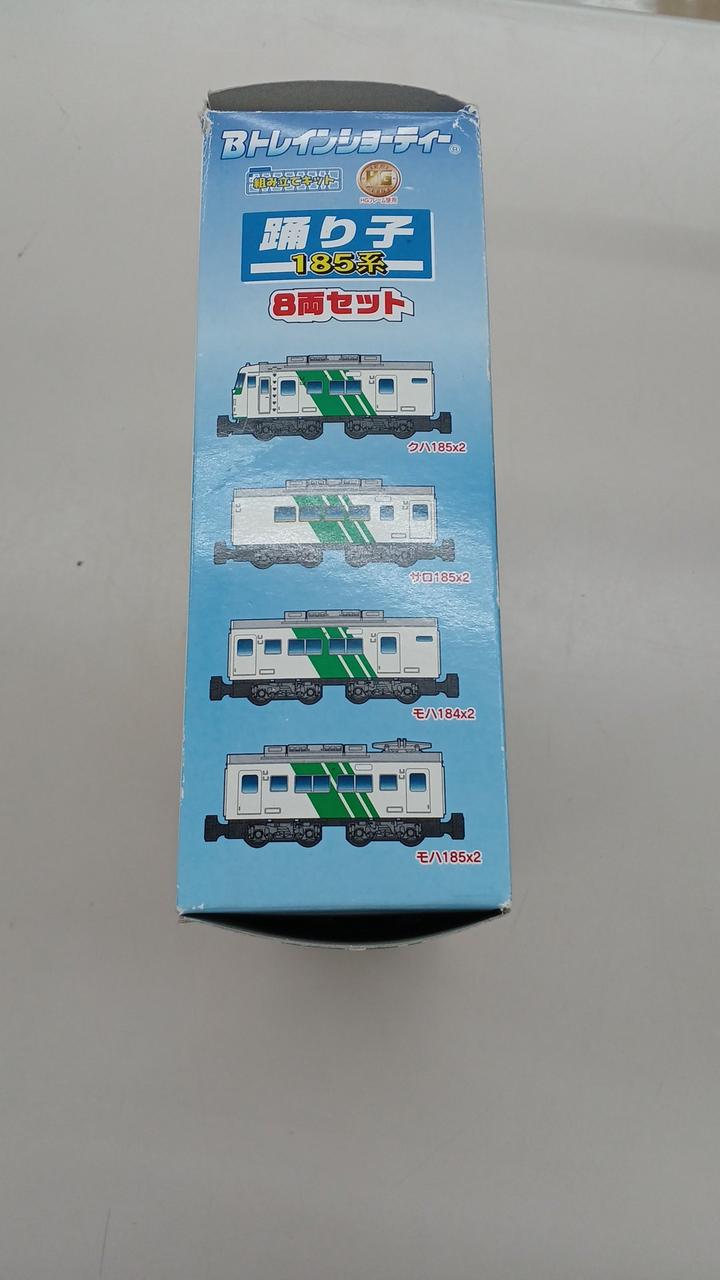 Bトレインショーティー®
組み立てキット
HG
HGフレーム使用
踊り子
185系
8両セット
クハ185x2
サロ185x2
モハ184x2
モハ185x2